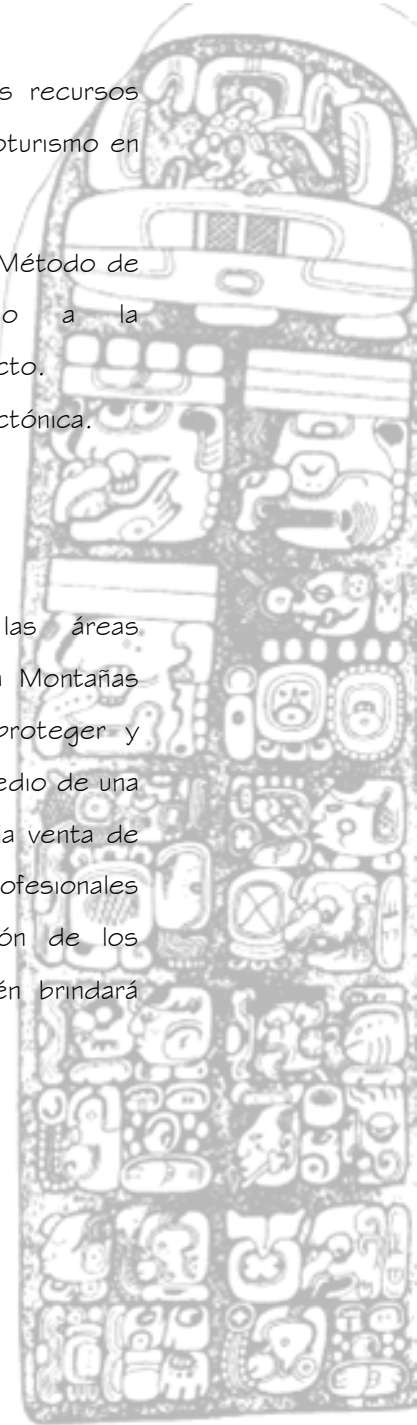 s recursos
oturismo en
Método de
o a la
cto.
ctónica.
las áreas
n Montañas
proteger y
edio de una
la venta de
ofesionales
ón de los
én brindará